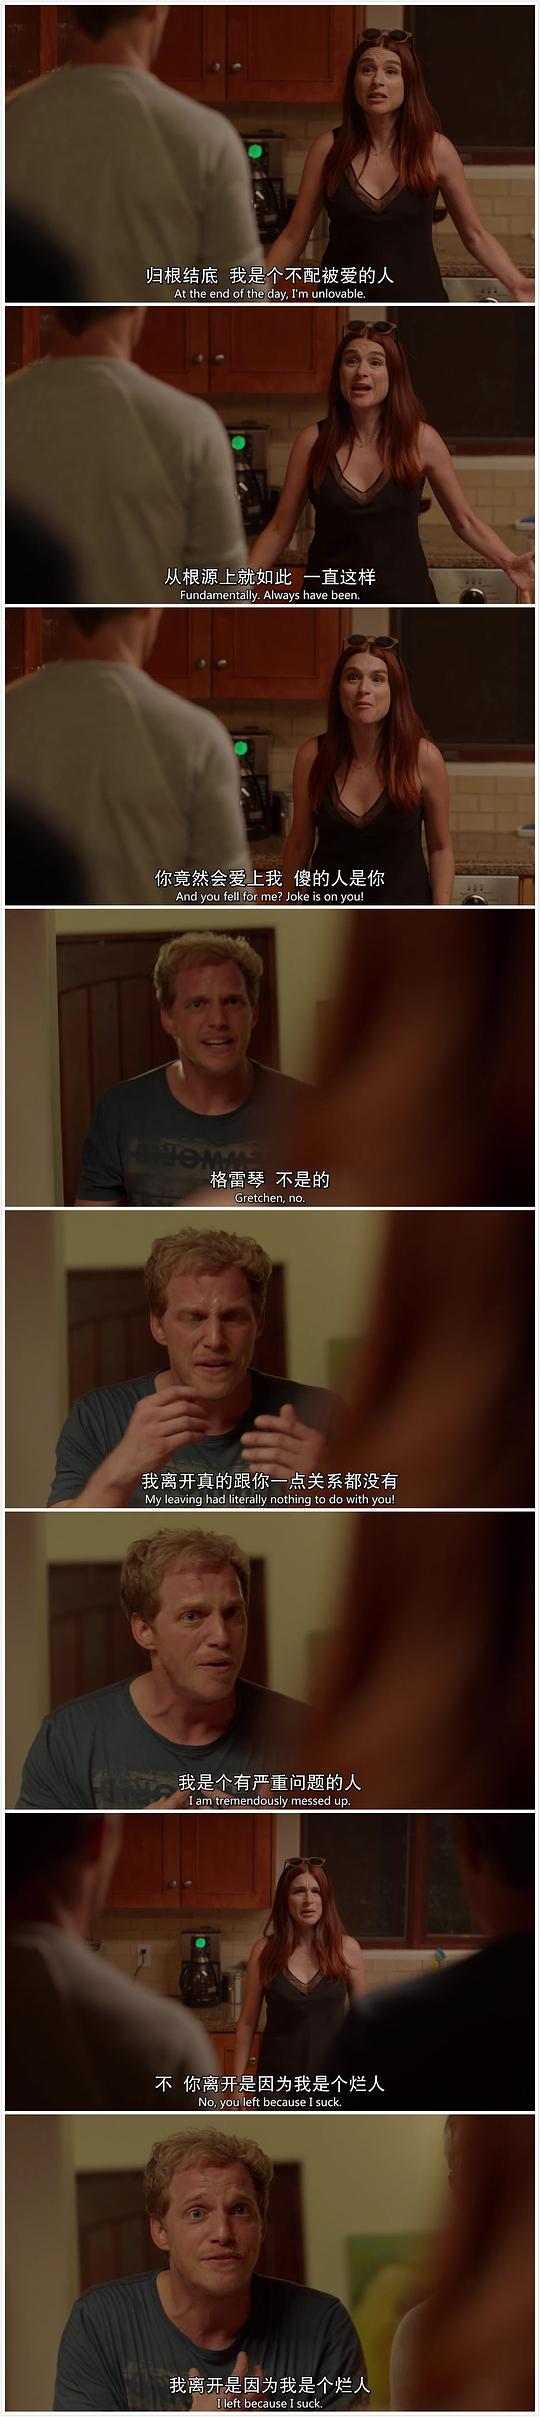 归根结底 我是个不配被爱的人
At the end of the day, I'm unlovable.
从根源上就如此 一直这样
Fundamentally. Always have been.
你竟然会爱上我 傻的人是你
And you fell for me? Joke is on you!
格雷琴 不是的
Gretchen, no.
我离开真的跟你一点关系都没有
My leaving had literally nothing to do with you!
我是个有严重问题的人
I am tremendously messed up.
不 你离开是因为我是个烂人
No, you left because I suck.
我离开是因为我是个烂人
I left because I suck.